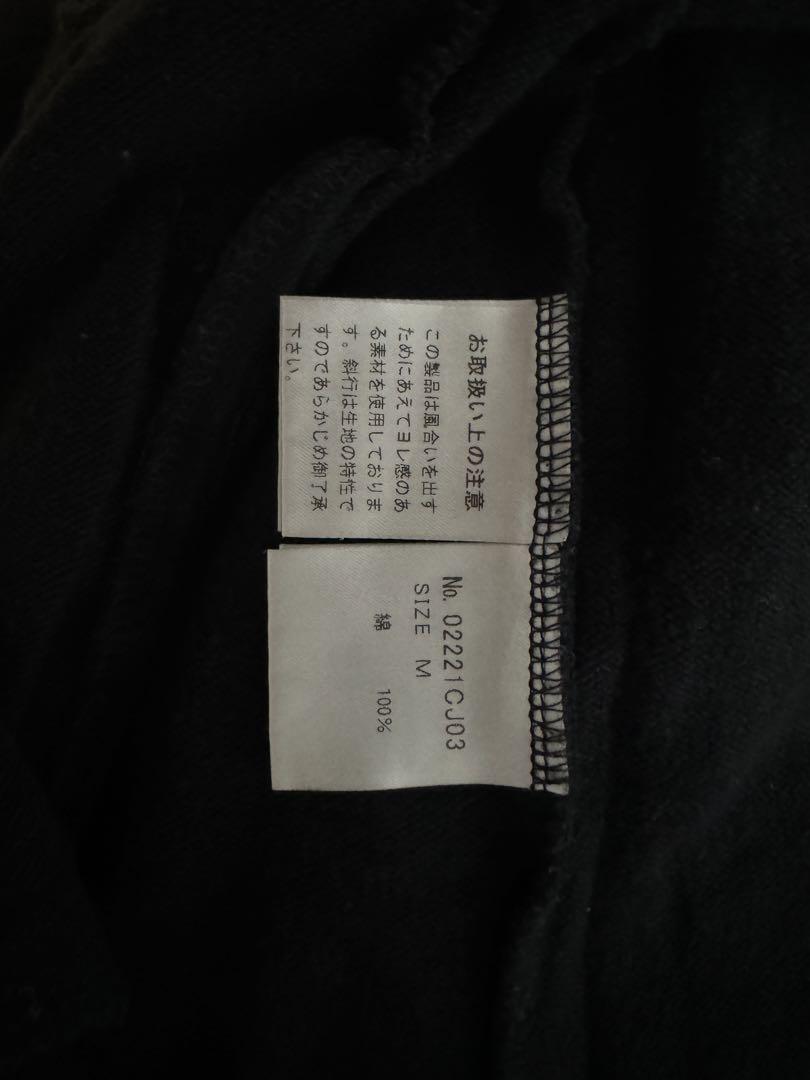 お取扱い上の注意
この製品は風合いを出す
ためにあえてヨレ感のあ
る素材を使用しておりま
す。斜行は生地の特性で
すのであらかじめ御了承
下さい。
No. 02221CJ03
SIZE M
綿 100%